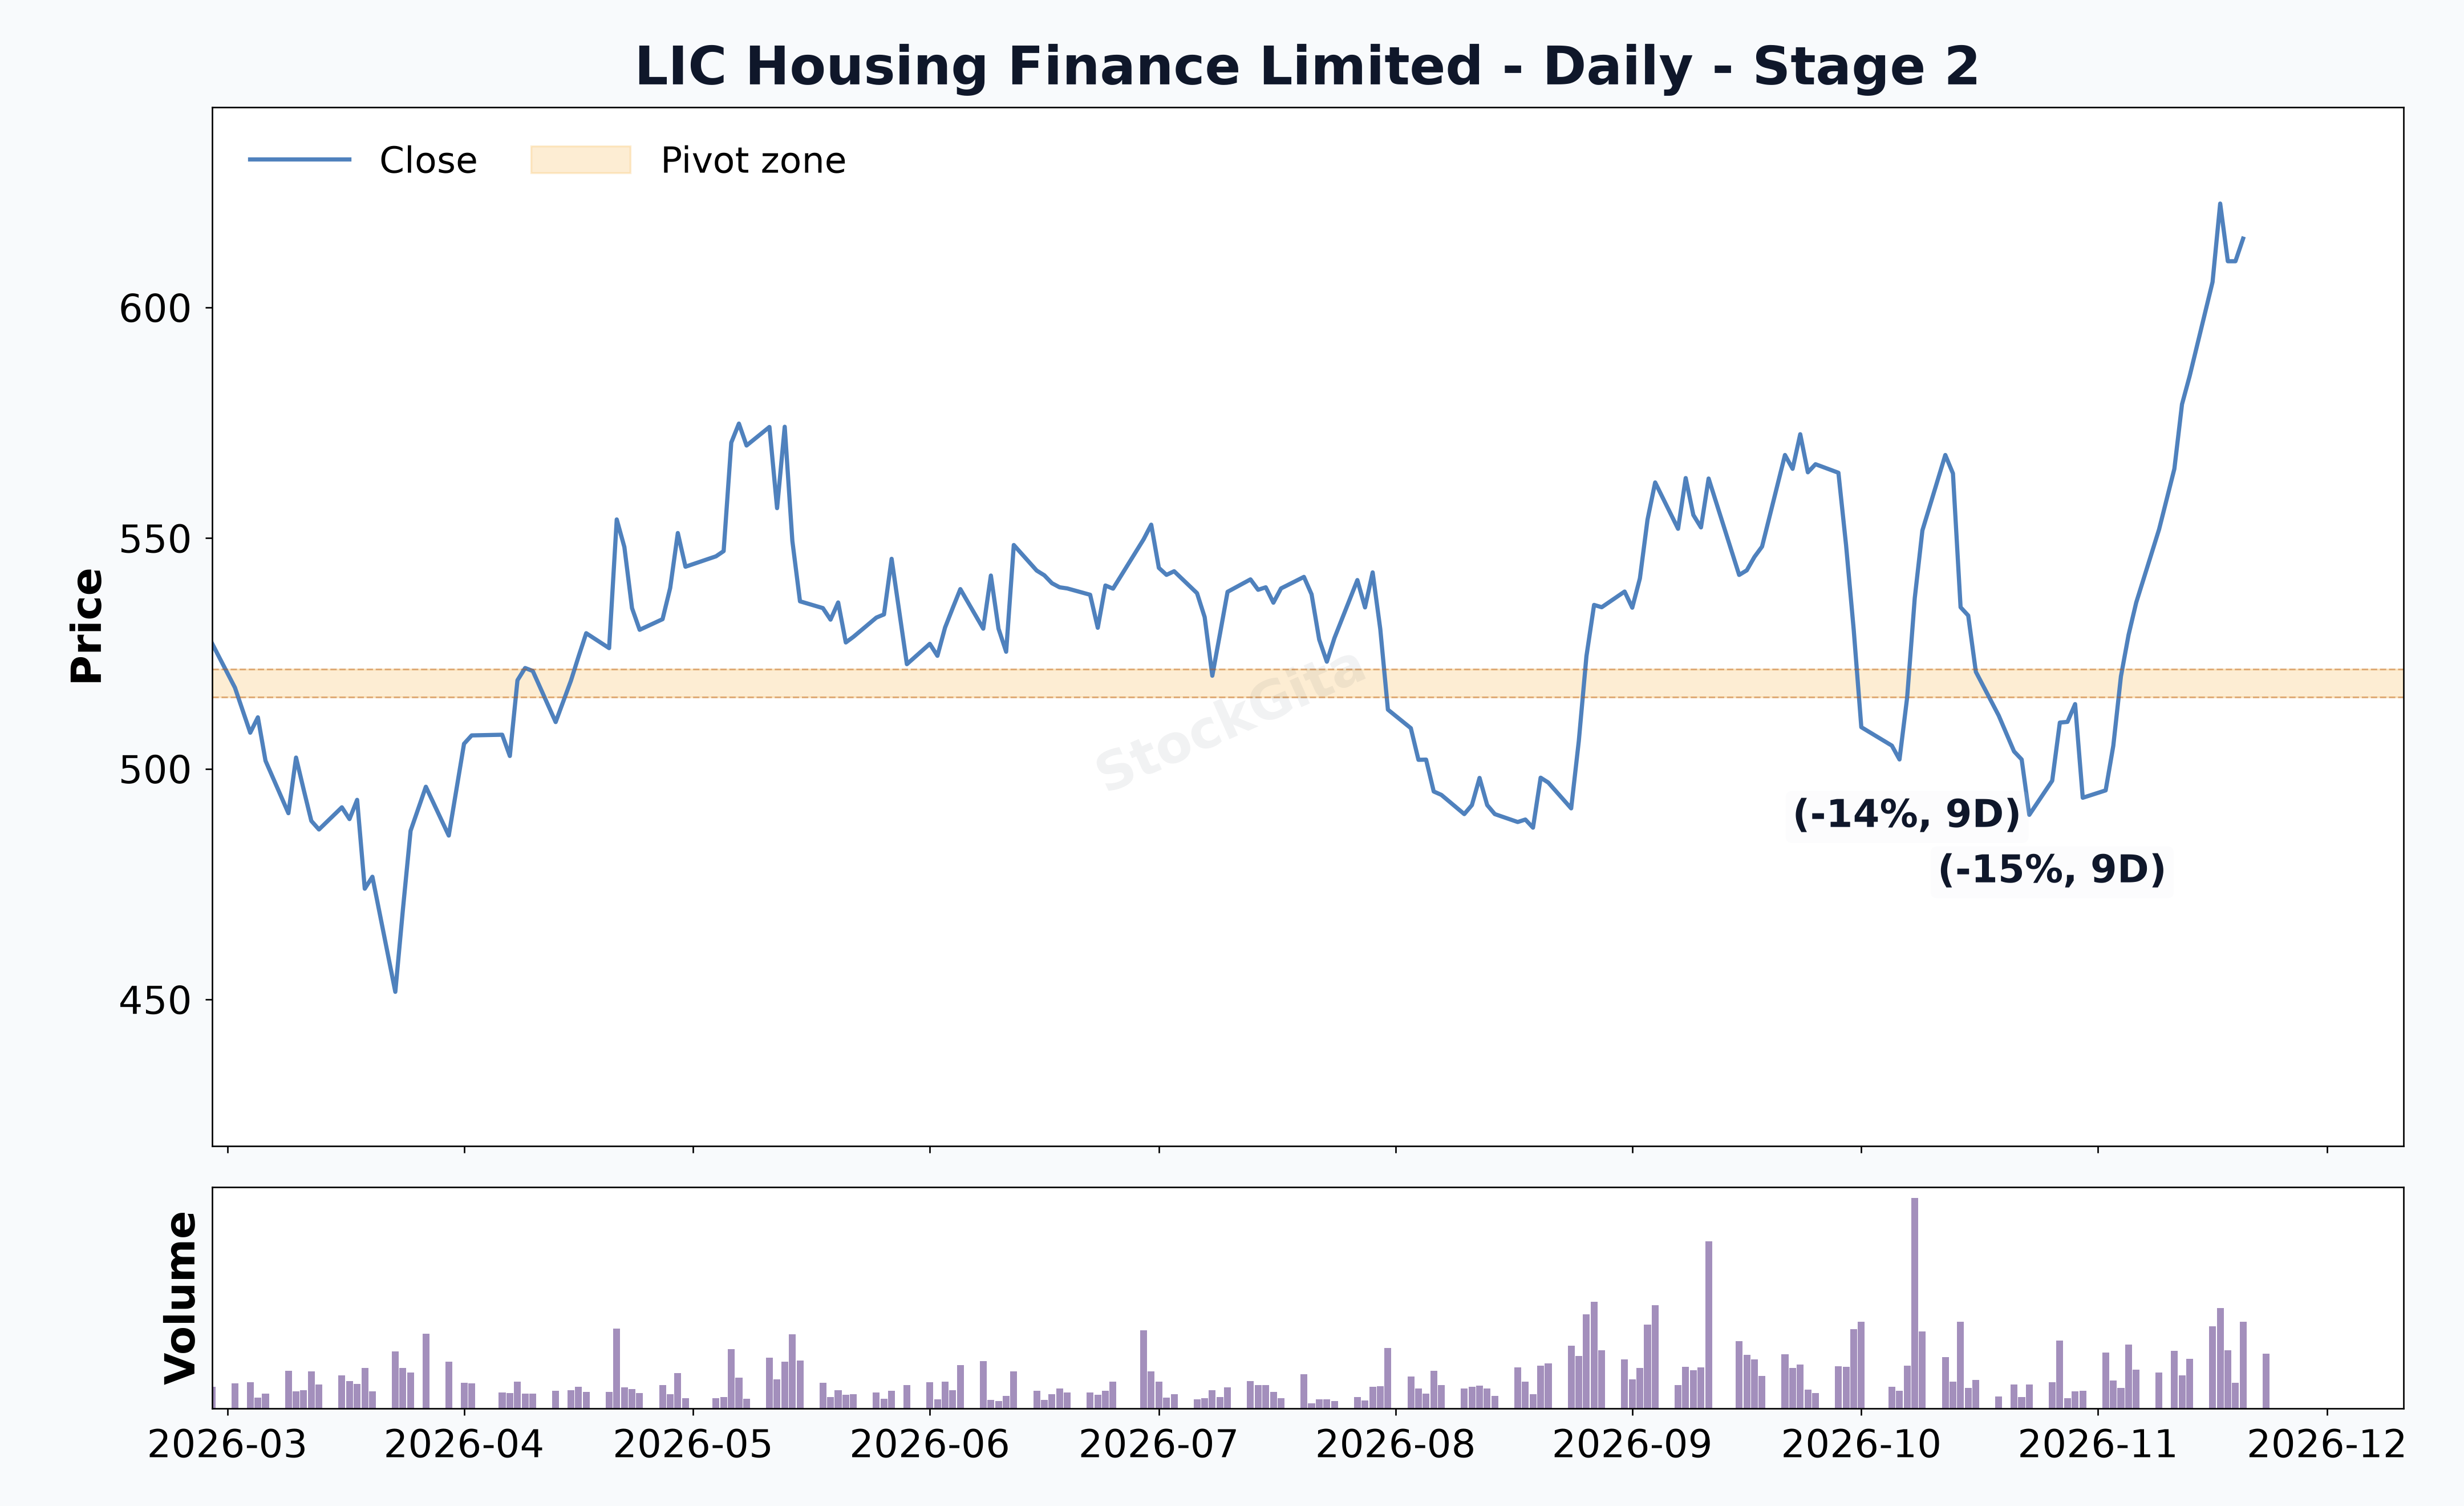 LIC Housing Finance Limited - Daily - Stage 2
Close
Pivot zone
Price
600
550
500
450
StockGita
(-14%, 9D)
(-15%, 9D)
Volume
2026-03
2026-04
2026-05
2026-06
2026-07
2026-08
2026-09
2026-10
2026-11
2026-12